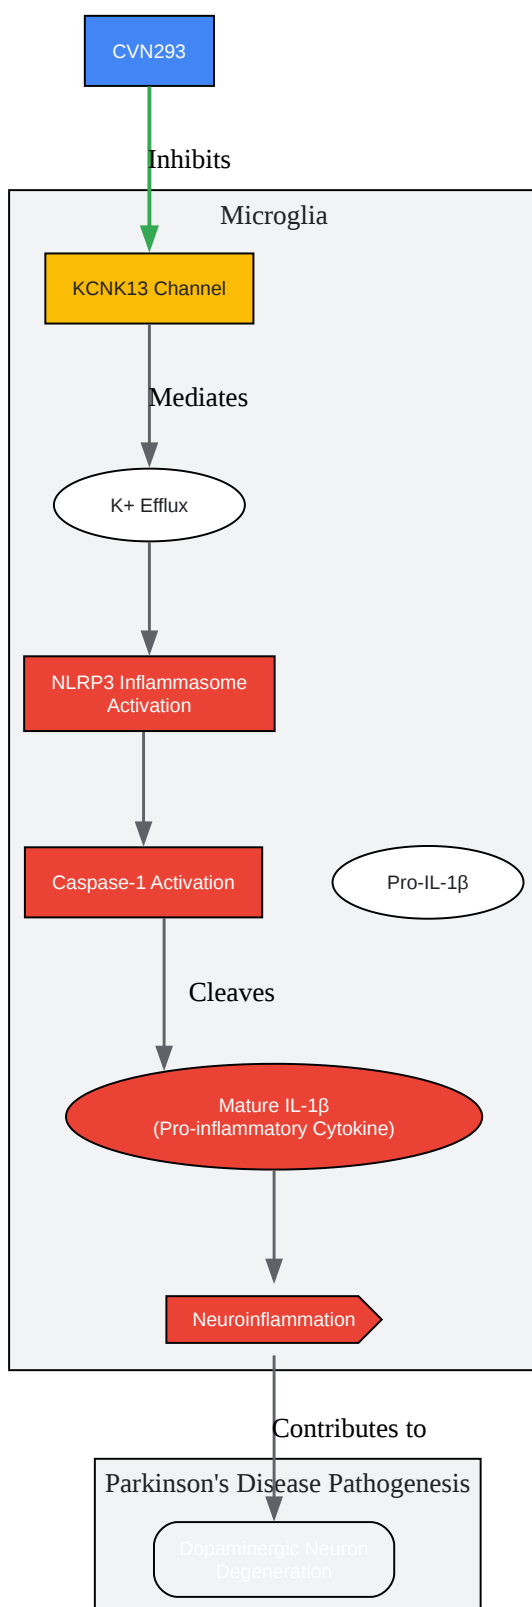 CVN293
Inhibits
Microglia
KCNK13 Channel
Mediates
K+ Efflux
NLRP3 Inflammasome
Activation
Caspase-1 Activation
Pro-IL-1β
Cleaves
Mature IL-1β
(Pro-inflammatory Cytokine)
Neuroinflammation
Contributes to
Parkinson's Disease Pathogenesis
Dopaminergic Neuron
Degeneration